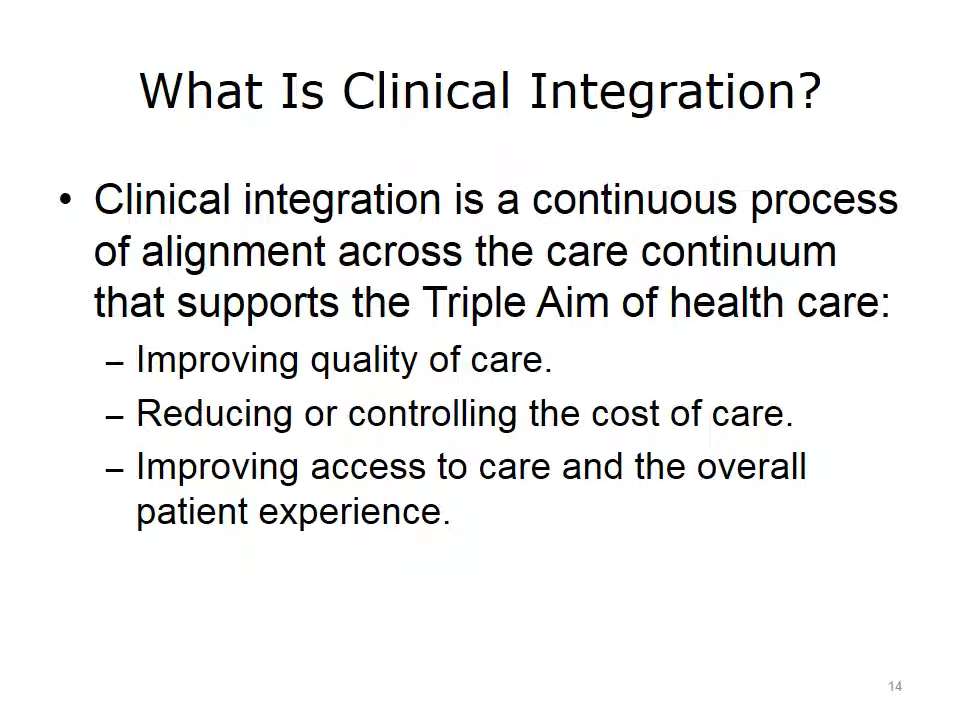 What Is Clinical Integration?
• Clinical integration is a continuous process
of alignment across the care continuum
that supports the Triple Aim of health care:
– Improving quality of care.
– Reducing or controlling the cost of care.
– Improving access to care and the overall
patient experience.
14